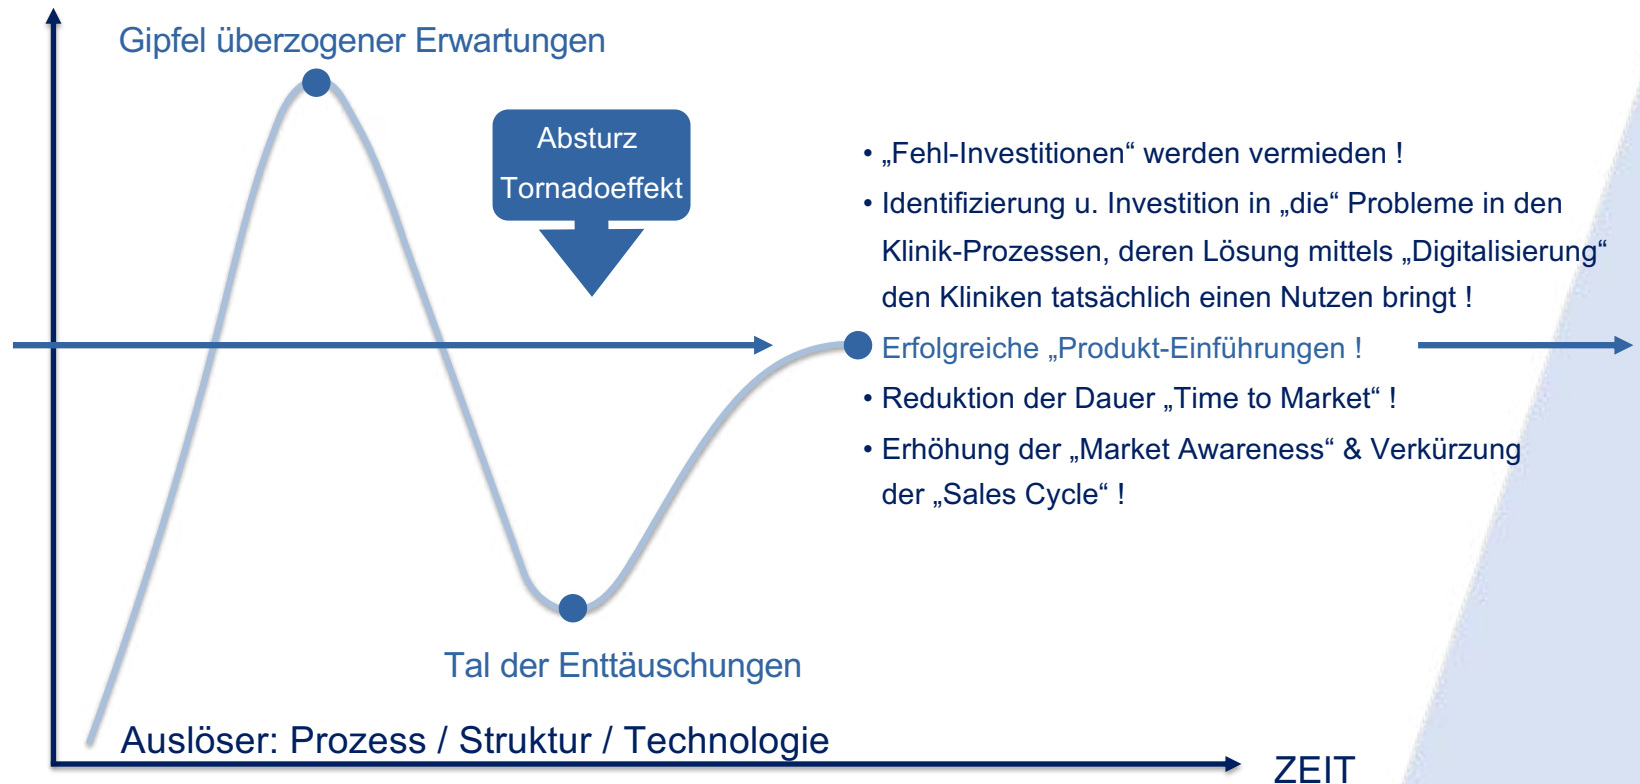 Gipfel überzogener Erwartungen
Absturz
Tornadoeffekt
• „Fehl-Investitionen“ werden vermieden !
• Identifizierung u. Investition in „die“ Probleme in den
Klinik-Prozessen, deren Lösung mittels „Digitalisierung“
den Kliniken tatsächlich einen Nutzen bringt !
Erfolgreiche „Produkt-Einführungen !
• Reduktion der Dauer „Time to Market“ !
• Erhöhung der „Market Awareness“ & Verkürzung
der „Sales Cycle“ !
Tal der Enttäuschungen
Auslöser: Prozess / Struktur / Technologie
ZEIT